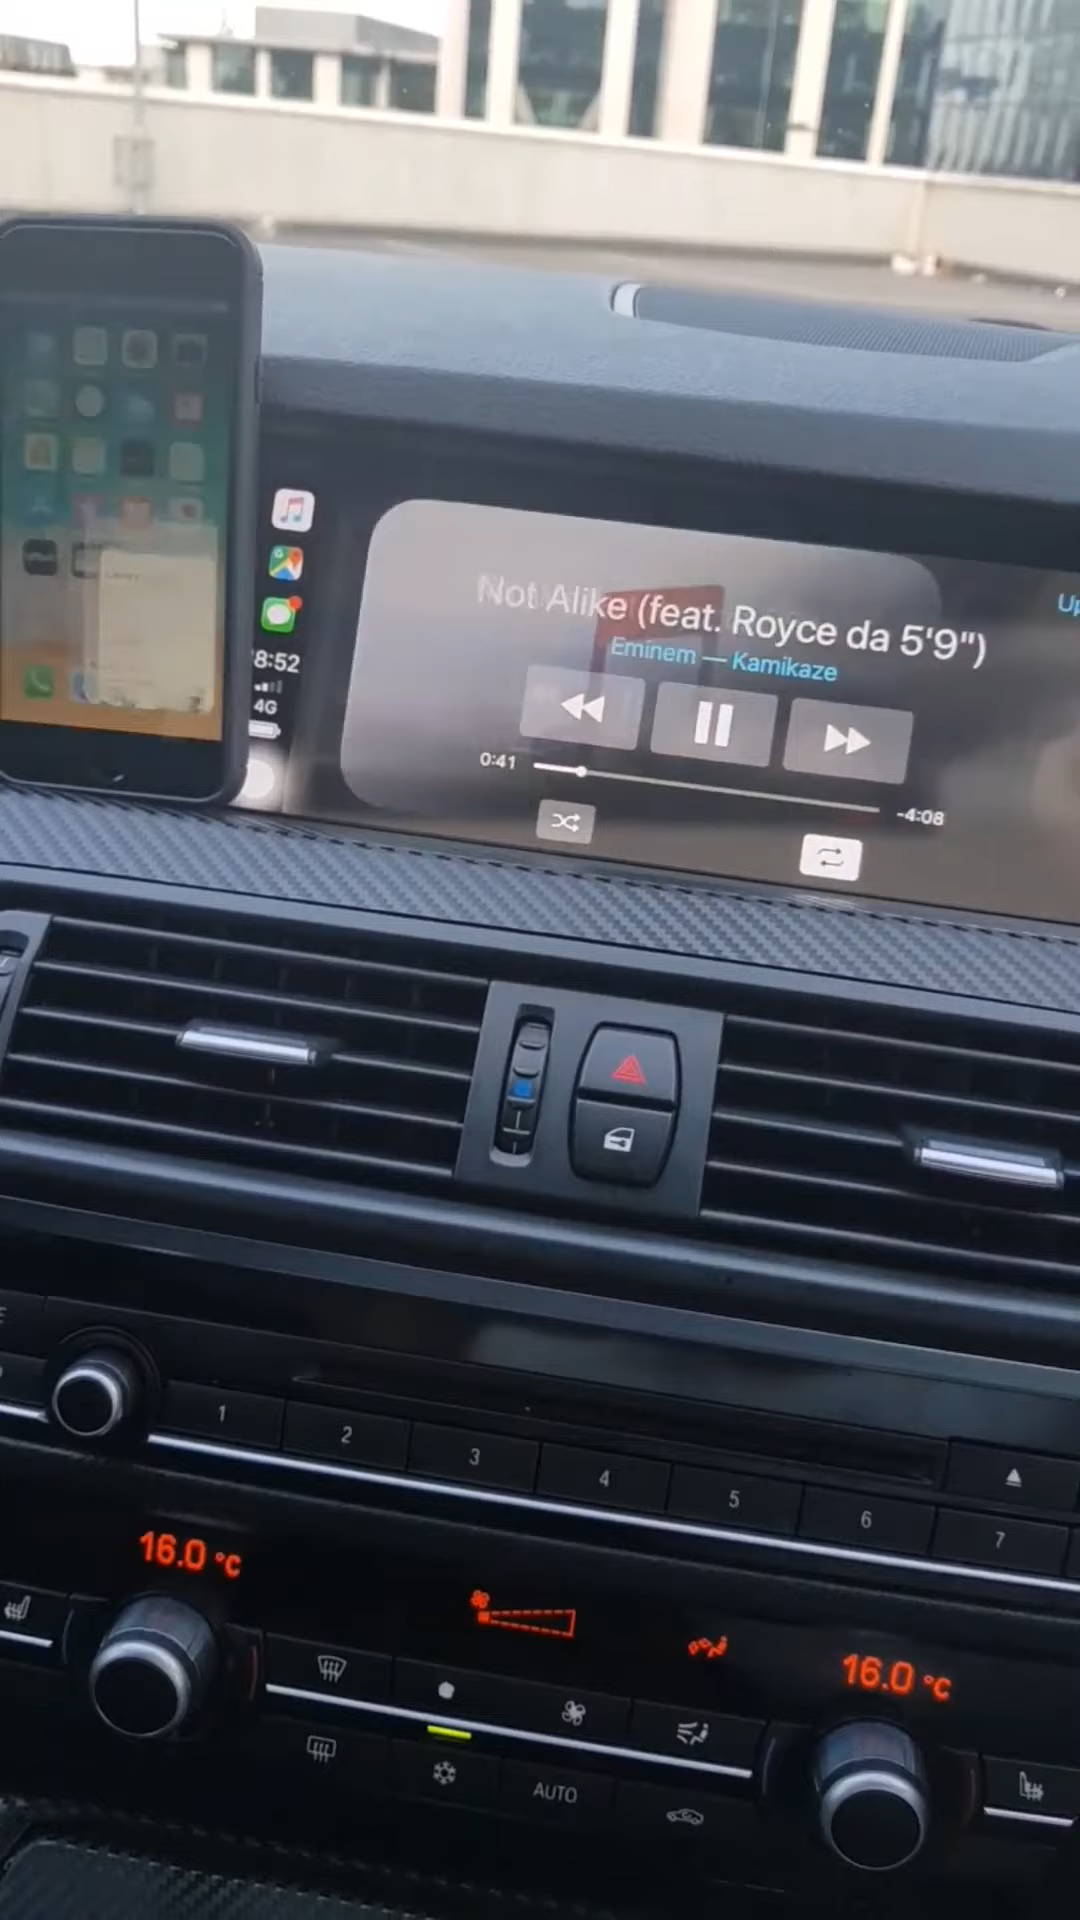 Not Alike (feat. Royce da 5'9")
Up
Eminem — Kamikaze
8:52
4G
0:41
-4:08
1
2
3
4
5
6
7
16.0 °C
16.0 °C
AUTO